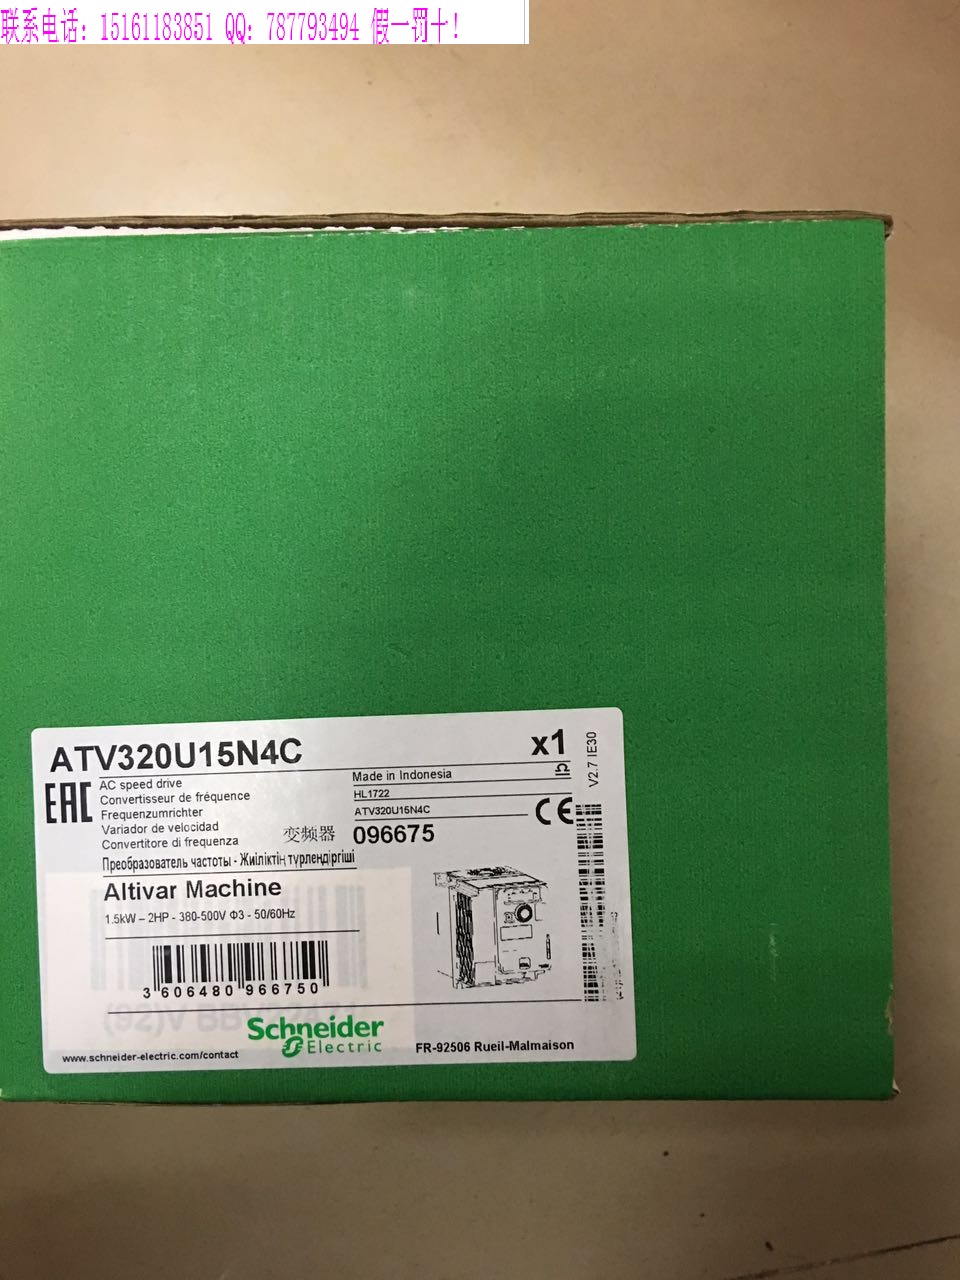 联系电话: 15161183851 QQ: 787793494 假一罚十!
ATV320U15N4C
x1
EAC
AC speed drive
Convertisseur de fréquence
Frequenzumrichter
Variador de velocidad
Convertitore di frequenza
变频器
Преобразователь частоты - Жиіліктің түрлендіргіші
Made in Indonesia
HL1722
ATV320U15N4C
096675
CE
V2.7 IE30
Altivar Machine
1.5kW – 2HP - 380-500V Φ3 - 50/60Hz
3 606480 966750
Schneider
Electric
www.schneider-electric.com/contact
FR-92506 Rueil-Malmaison